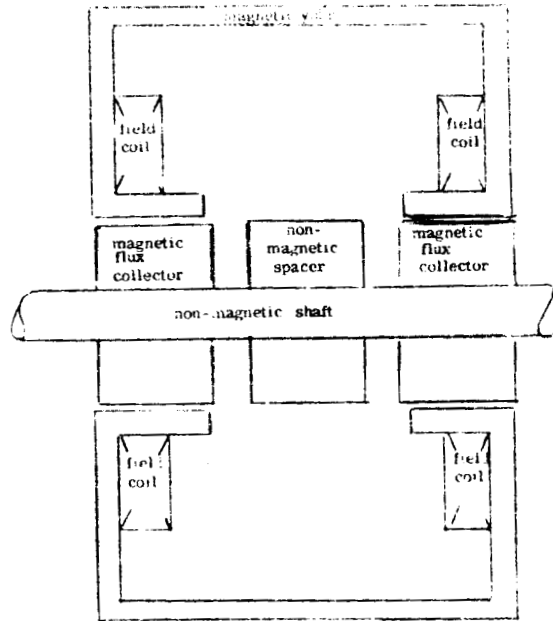 magnetic
field
coil
field
coil
magnetic
flux
collector
non-
magnetic
spacer
magnetic
flux
collector
non-magnetic shaft
field
coil
field
coil